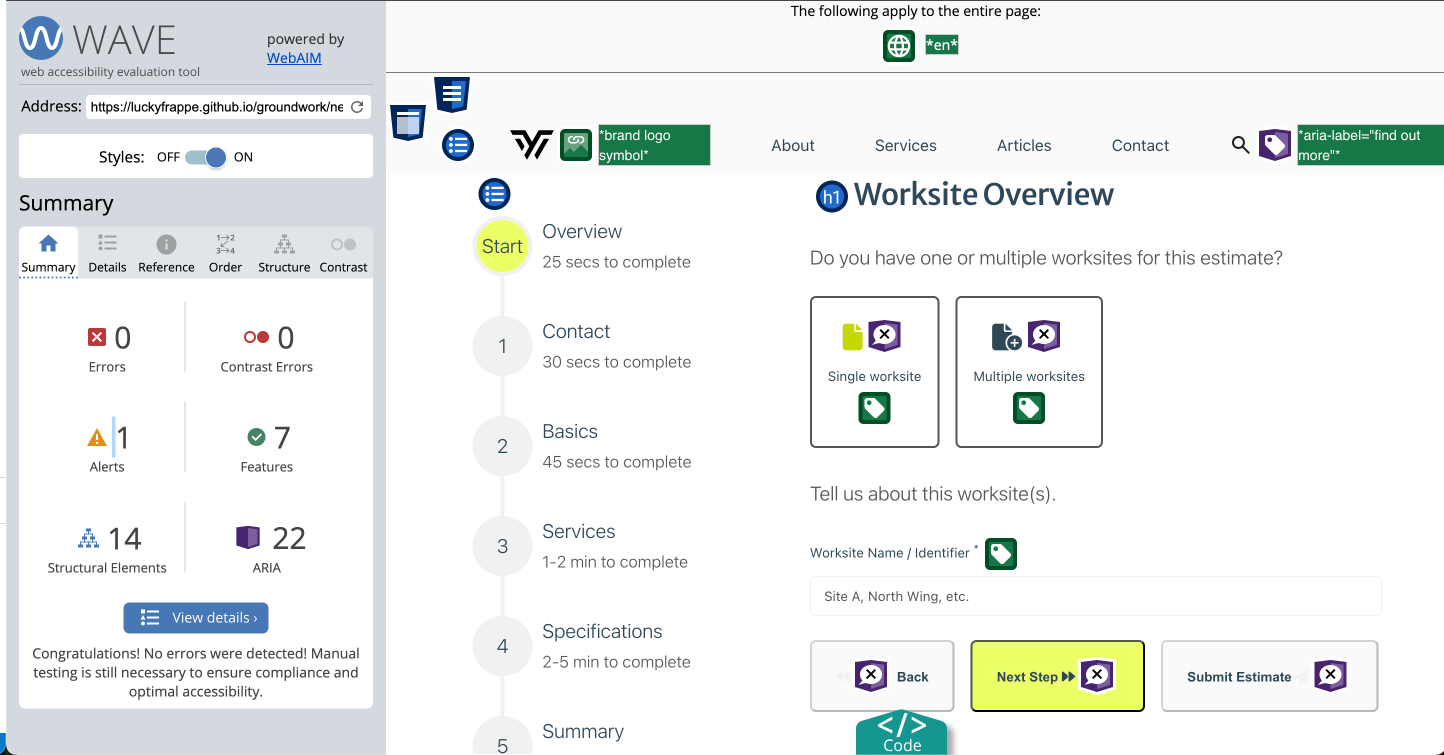 WAVE
powered by
WebAIM
web accessibility evaluation tool
Address: https://luckyfrappe.github.io/groundwork/ne
Styles: OFF ON
Summary
Summary Details Reference Order Structure Contrast
0 0
Errors Contrast Errors
1 7
Alerts Features
14 22
Structural Elements ARIA
View details ›
Congratulations! No errors were detected! Manual
testing is still necessary to ensure compliance and
optimal accessibility.
The following apply to the entire page:
*en*
*brand logo
symbol*
About Services Articles Contact
*aria-label="find out
more"*
Start
Overview
25 secs to complete
1
Contact
30 secs to complete
2
Basics
45 secs to complete
3
Services
1-2 min to complete
4
Specifications
2-5 min to complete
5
Summary
h1 Worksite Overview
Do you have one or multiple worksites for this estimate?
Single worksite Multiple worksites
Tell us about this worksite(s).
Worksite Name / Identifier *
Site A, North Wing, etc.
Back Next Step Submit Estimate
</>
Code